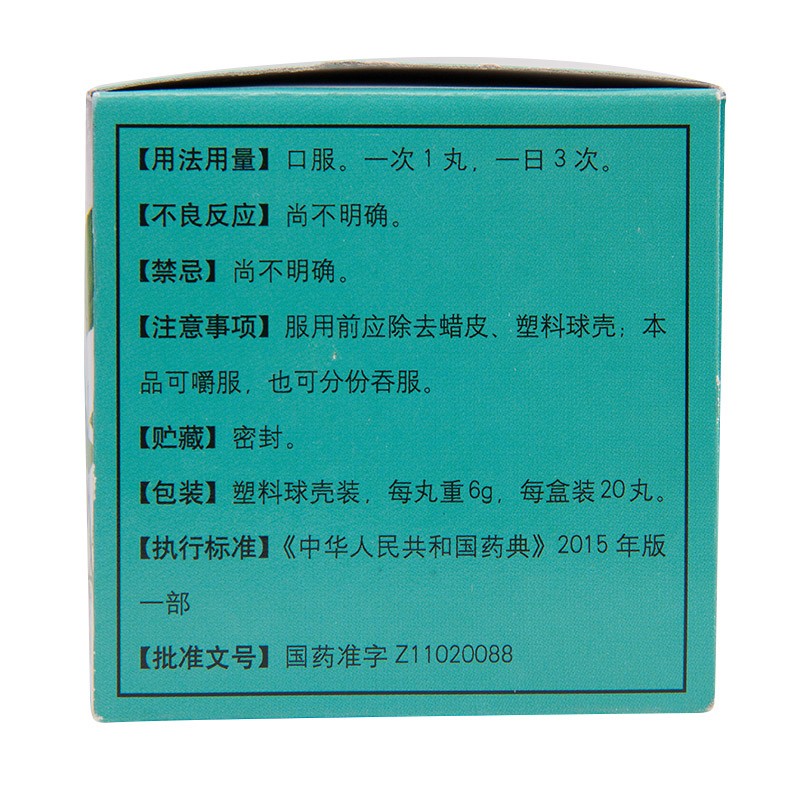 【用法用量】口服。一次1丸，一日3次。
【不良反应】尚不明确。
【禁忌】尚不明确。
【注意事项】服用前应除去蜡皮、塑料球壳；本
品可嚼服，也可分份吞服。
【贮藏】密封。
【包装】塑料球壳装，每丸重6g，每盒装20丸。
【执行标准】《中华人民共和国药典》2015年版
一部
【批准文号】国药准字Z11020088